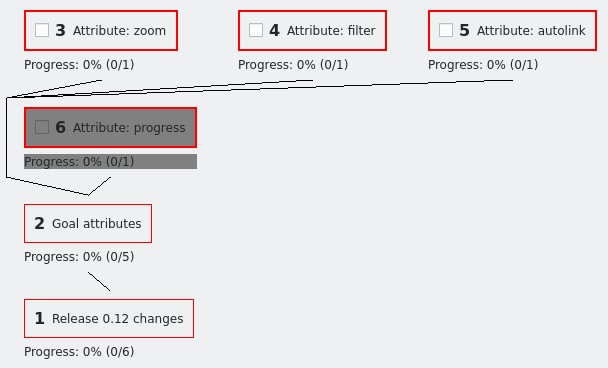 3 Attribute: zoom
4 Attribute: filter
5 Attribute: autolink
Progress: 0% (0/1)
Progress: 0% (0/1)
Progress: 0% (0/1)
6 Attribute: progress
Progress: 0% (0/1)
2 Goal attributes
Progress: 0% (0/5)
1 Release 0.12 changes
Progress: 0% (0/6)